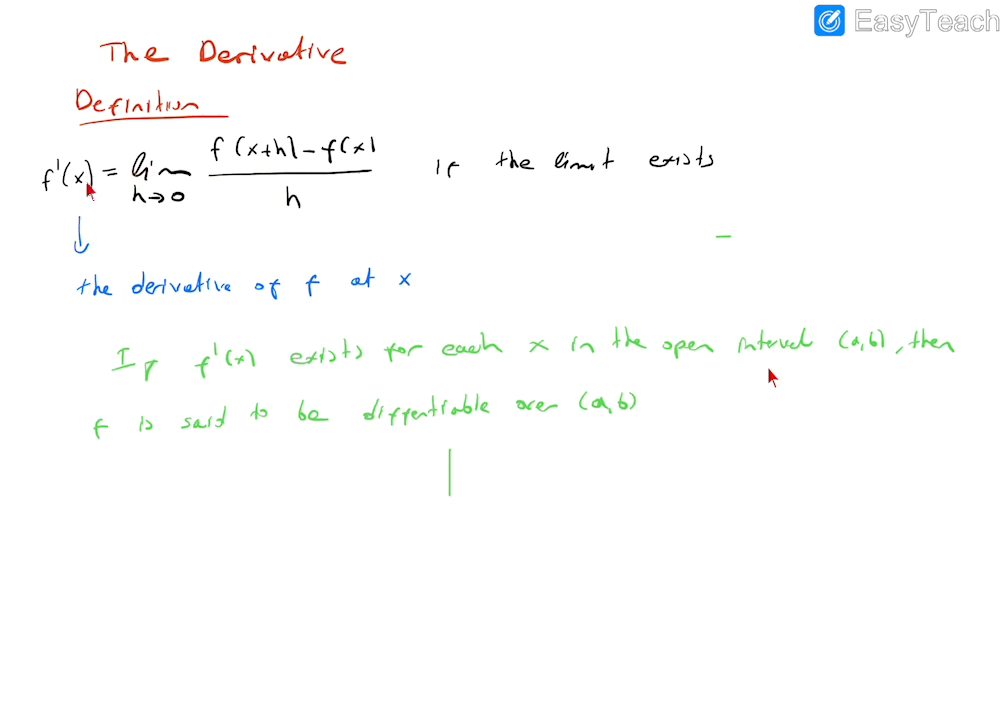 EasyTeach
The Derivative
Definition
f'(x) = lim h→0 f(x+h) - f(x) / h if the limit exists
the derivative of f at x
If f'(x) exists for each x in the open interval (a,b), then
f is said to be diffentiable over (a,b)